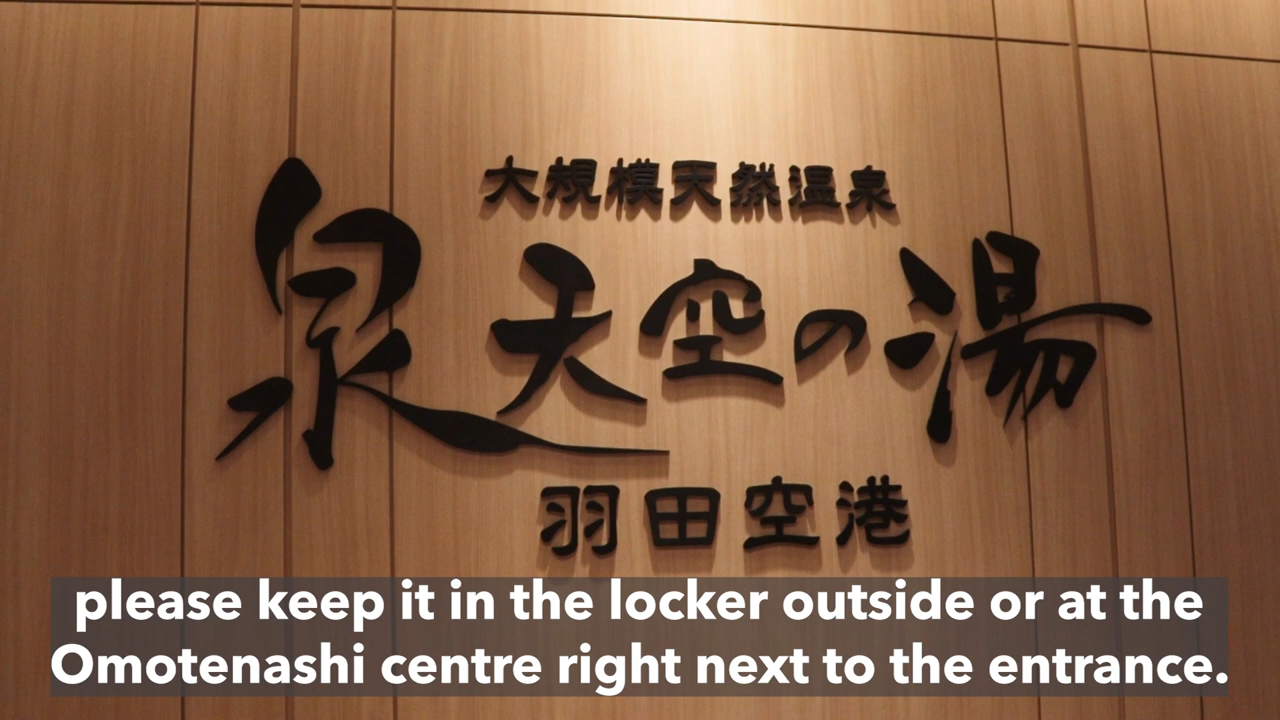 大規模天然温泉
泉天空の湯
羽田空港
please keep it in the locker outside or at the
Omotenashi centre right next to the entrance.